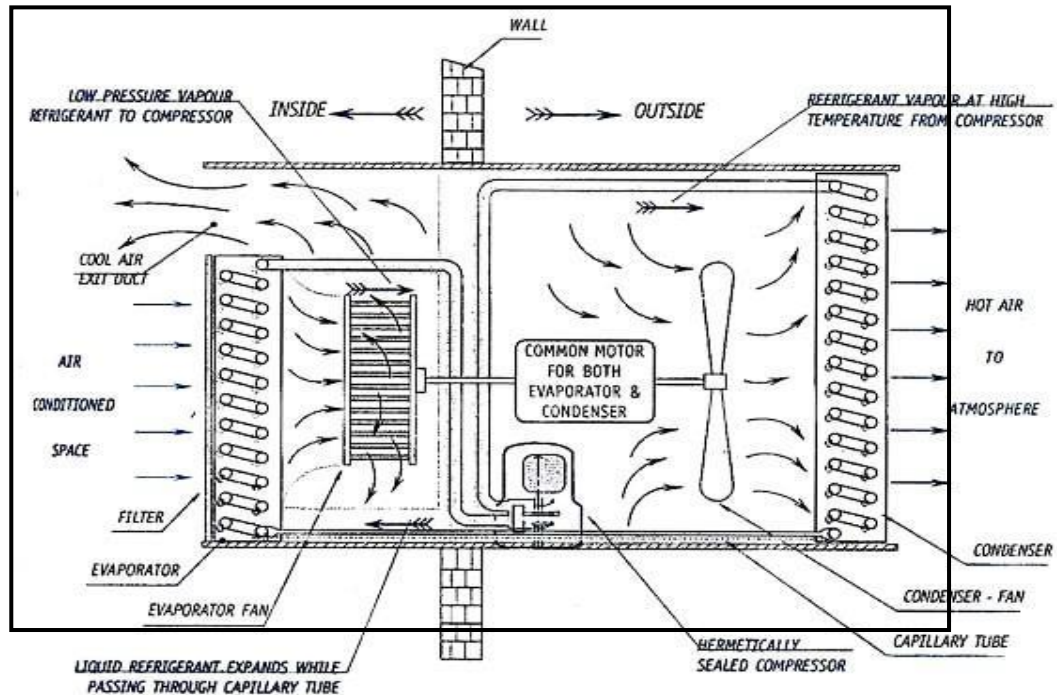 WALL
LOW PRESSURE VAPOUR
REFRIGERANT TO COMPRESSOR
INSIDE
OUTSIDE
REFRIGERANT VAPOUR AT HIGH
TEMPERATURE FROM COMPRESSOR
COOL AIR
EXIT DUCT
AIR
CONDITIONED
SPACE
COMMON MOTOR
FOR BOTH
EVAPORATOR &
CONDENSER
HOT AIR
TO
ATMOSPHERE
FILTER
EVAPORATOR
EVAPORATOR FAN
CONDENSER
CONDENSER - FAN
CAPILLARY TUBE
HERMETICALLY
SEALED COMPRESSOR
LIQUID REFRIGERANT EXPANDS WHILE
PASSING THROUGH CAPILLARY TUBE